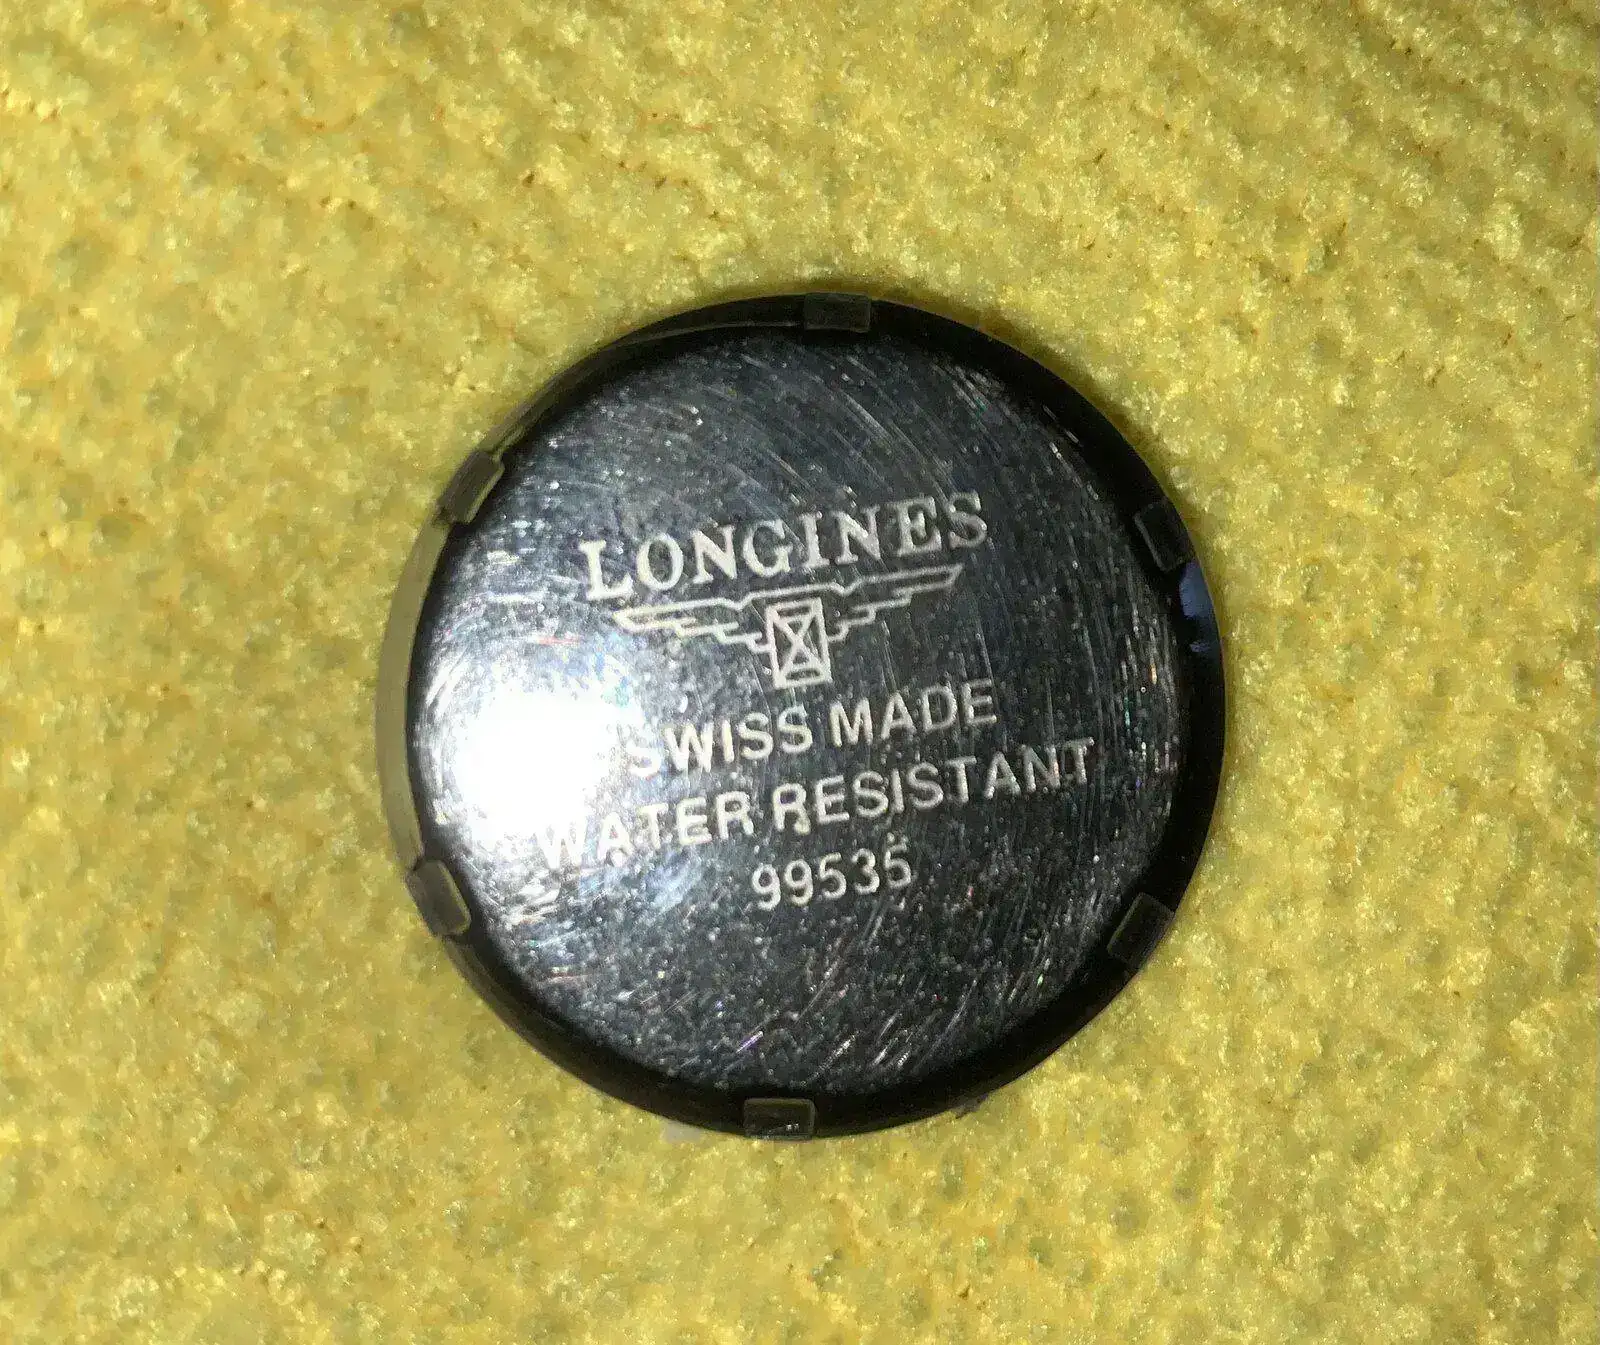 LONGINES
SWISS MADE
WATER RESISTANT
99535